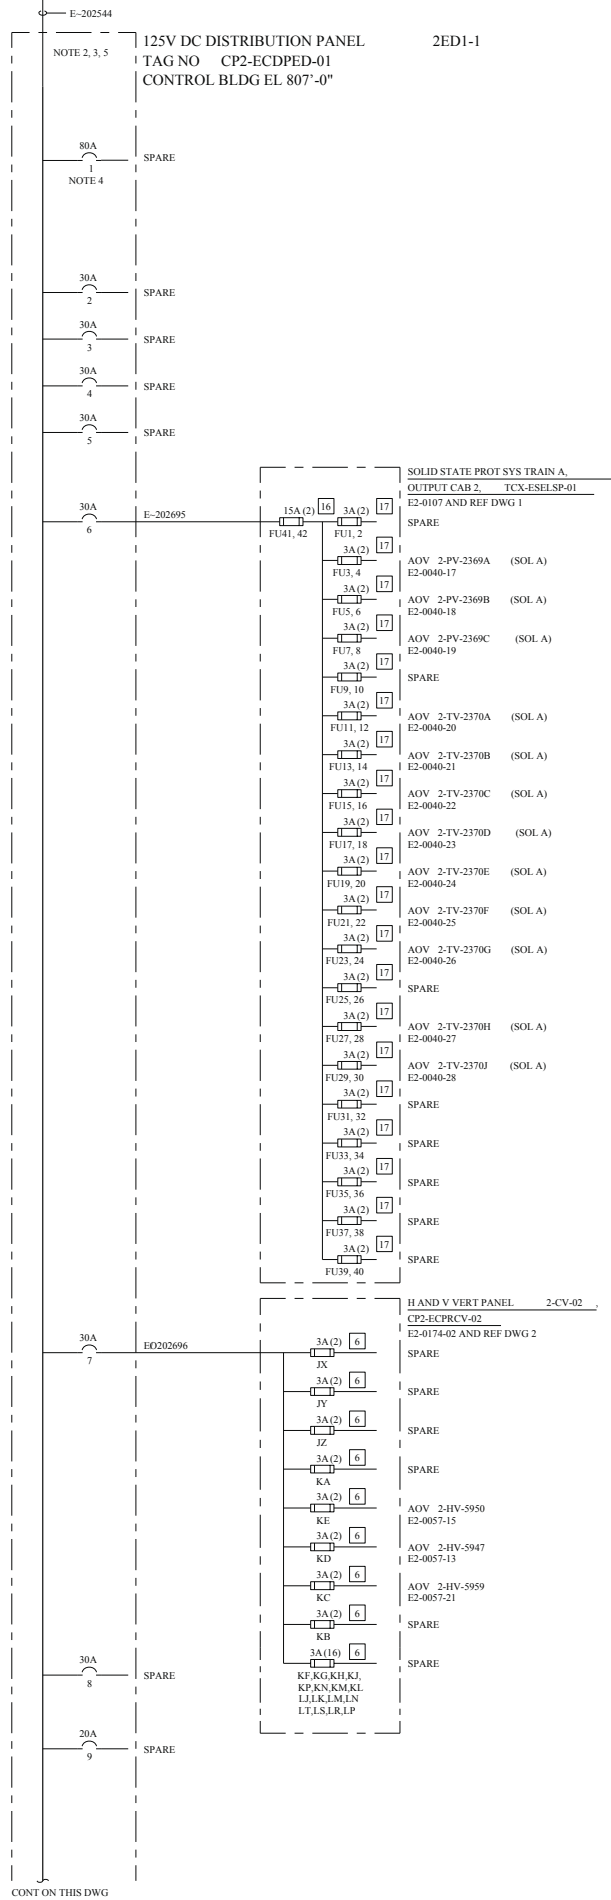 E~202544
125V DC DISTRIBUTION PANEL 2ED1-1
NOTE 2, 3, 5
TAG NO CP2-ECDPED-01
CONTROL BLDG EL 807'-0"
80A
SPARE
1
NOTE 4
30A
SPARE
2
30A
SPARE
3
30A
SPARE
4
30A
SPARE
5
SOLID STATE PROT SYS TRAIN A,
OUTPUT CAB 2, TCX-ESELSP-01
E2-0107 AND REF DWG 1
30A
6
E~202695
15A (2) 16
FU41, 42
3A (2) 17
FU1, 2
SPARE
3A (2) 17
FU3, 4
AOV 2-PV-2369A (SOL A)
E2-0040-17
3A (2) 17
FU5, 6
AOV 2-PV-2369B (SOL A)
E2-0040-18
3A (2) 17
FU7, 8
AOV 2-PV-2369C (SOL A)
E2-0040-19
3A (2) 17
FU9, 10
SPARE
3A (2) 17
FU11, 12
AOV 2-TV-2370A (SOL A)
E2-0040-20
3A (2) 17
FU13, 14
AOV 2-TV-2370B (SOL A)
E2-0040-21
3A (2) 17
FU15, 16
AOV 2-TV-2370C (SOL A)
E2-0040-22
3A (2) 17
FU17, 18
AOV 2-TV-2370D (SOL A)
E2-0040-23
3A (2) 17
FU19, 20
AOV 2-TV-2370E (SOL A)
E2-0040-24
3A (2) 17
FU21, 22
AOV 2-TV-2370F (SOL A)
E2-0040-25
3A (2) 17
FU23, 24
AOV 2-TV-2370G (SOL A)
E2-0040-26
3A (2) 17
FU25, 26
SPARE
3A (2) 17
FU27, 28
AOV 2-TV-2370H (SOL A)
E2-0040-27
3A (2) 17
FU29, 30
AOV 2-TV-2370J (SOL A)
E2-0040-28
3A (2) 17
FU31, 32
SPARE
3A (2) 17
FU33, 34
SPARE
3A (2) 17
FU35, 36
SPARE
3A (2) 17
FU37, 38
SPARE
3A (2) 17
FU39, 40
SPARE
H AND V VERT PANEL 2-CV-02 ,
CP2-ECPRCV-02
E2-0174-02 AND REF DWG 2
30A
7
EO202696
3A (2) 6
JX
SPARE
3A (2) 6
JY
SPARE
3A (2) 6
JZ
SPARE
3A (2) 6
KA
SPARE
3A (2) 6
KE
AOV 2-HV-5950
E2-0057-15
3A (2) 6
KD
AOV 2-HV-5947
E2-0057-13
3A (2) 6
KC
AOV 2-HV-5959
E2-0057-21
3A (2) 6
KB
SPARE
3A (16) 6
SPARE
KF,KG,KH,KJ,
KP,KN,KM,KL
LJ,LK,LM,LN
LT,LS,LR,LP
30A
SPARE
8
20A
SPARE
9
CONT ON THIS DWG